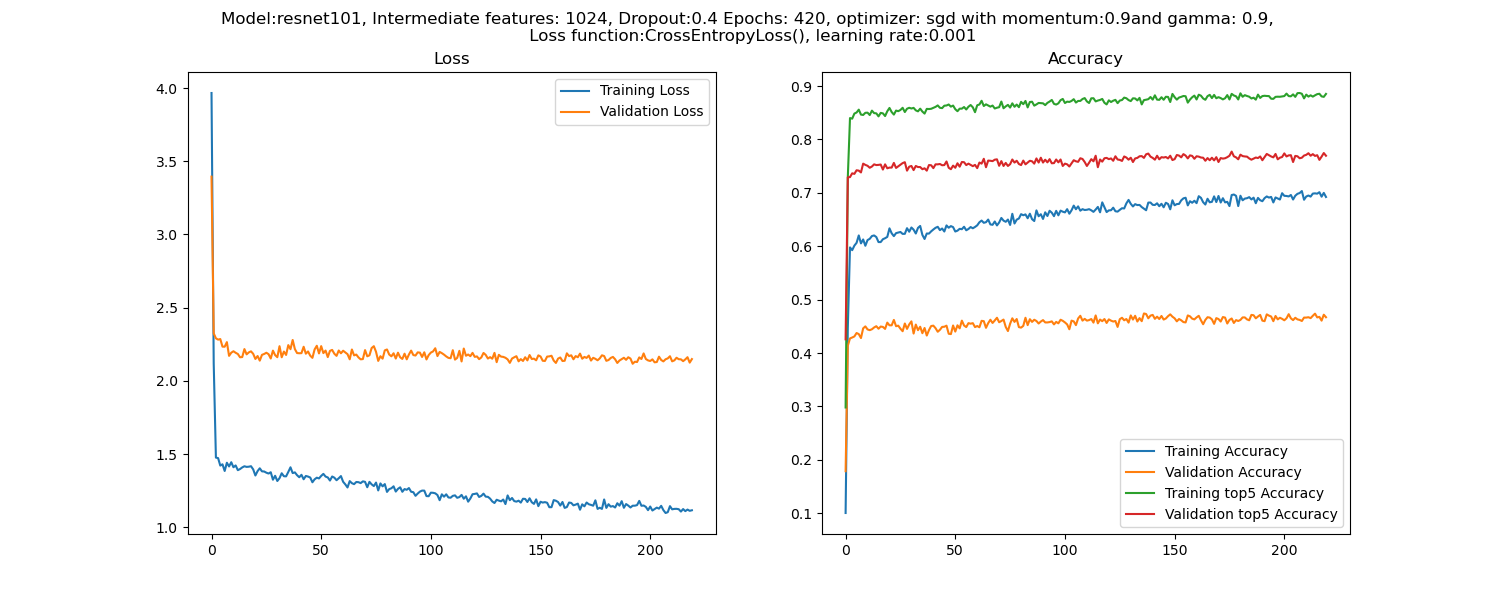 Model:resnet101, Intermediate features: 1024, Dropout:0.4 Epochs: 420, optimizer: sgd with momentum:0.9and gamma: 0.9,
Loss function:CrossEntropyLoss(), learning rate:0.001
Loss
4.0
3.5
3.0
2.5
2.0
1.5
1.0
0
50
100
150
200
Training Loss
Validation Loss
Accuracy
0.9
0.8
0.7
0.6
0.5
0.4
0.3
0.2
0.1
0
50
100
150
200
Training Accuracy
Validation Accuracy
Training top5 Accuracy
Validation top5 Accuracy